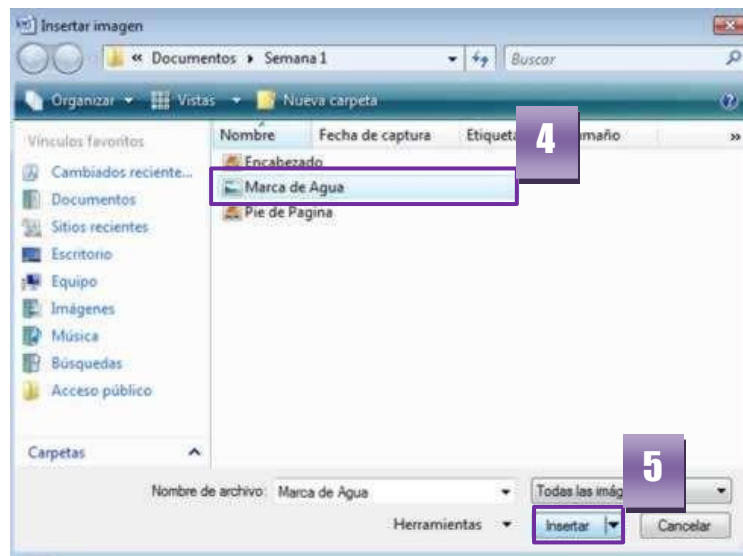 Insertar imagen
« Documentos ▸ Semana1
Buscar
Organizar
Vistas
Nueva carpeta
Vínculos favoritos
Nombre
Fecha de captura
Etiqueta
maño
4
Cambiados reciente...
Documentos
Sitios recientes
Escritorio
Equipo
Imágenes
Música
Búsquedas
Acceso público
Encabezado
Marca de Agua
Pie de Pagina
Carpetas
5
Nombre de archivo: Marca de Agua
Todas las imág
Herramientas
Insertar
Cancelar